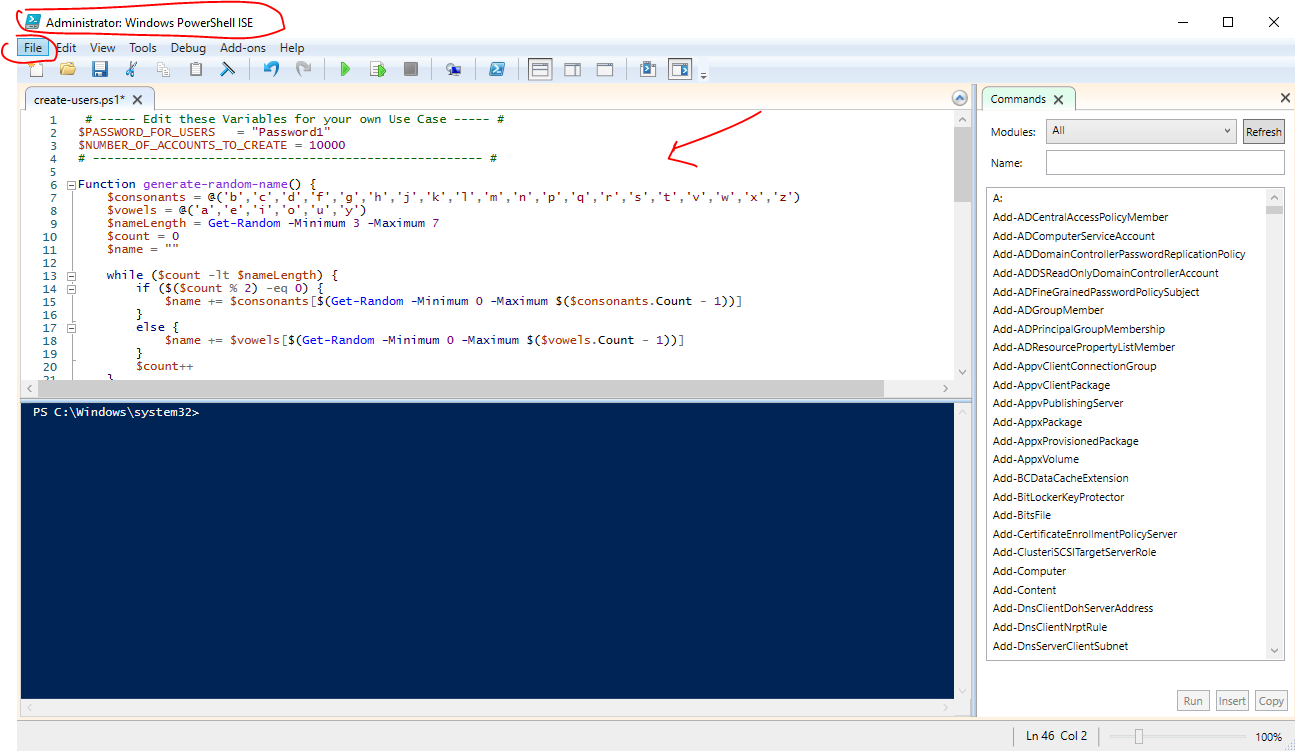 Administrator: Windows PowerShell ISE
File Edit View Tools Debug Add-ons Help
create-users.ps1*
1 # ----- Edit these Variables for your own Use Case ----- #
2 $PASSWORD_FOR_USERS   = "Password1"
3 $NUMBER_OF_ACCOUNTS_TO_CREATE = 10000
4 # ------------------------------------------------------ #
5
6 Function generate-random-name() {
7     $consonants = @('b','c','d','f','g','h','j','k','l','m','n','p','q','r','s','t','v','w','x','z')
8     $vowels = @('a','e','i','o','u','y')
9     $nameLength = Get-Random -Minimum 3 -Maximum 7
10     $count = 0
11     $name = ""
12
13     while ($count -lt $nameLength) {
14         if ($($count % 2) -eq 0) {
15             $name += $consonants[$(Get-Random -Minimum 0 -Maximum $($consonants.Count - 1))]
16         }
17         else {
18             $name += $vowels[$(Get-Random -Minimum 0 -Maximum $($vowels.Count - 1))]
19         }
20         $count++
21     }
PS C:\Windows\system32>
Commands
Modules: All Refresh
Name:
A:
Add-ADCentralAccessPolicyMember
Add-ADComputerServiceAccount
Add-ADDomainControllerPasswordReplicationPolicy
Add-ADDSReadOnlyDomainControllerAccount
Add-ADFineGrainedPasswordPolicySubject
Add-ADGroupMember
Add-ADPrincipalGroupMembership
Add-ADResourcePropertyListMember
Add-AppvClientConnectionGroup
Add-AppvClientPackage
Add-AppvPublishingServer
Add-AppxPackage
Add-AppxProvisionedPackage
Add-AppxVolume
Add-BCDataCacheExtension
Add-BitLockerKeyProtector
Add-BitsFile
Add-CertificateEnrollmentPolicyServer
Add-ClusteriSCSITargetServerRole
Add-Computer
Add-Content
Add-DnsClientDohServerAddress
Add-DnsClientNrptRule
Add-DnsServerClientSubnet
Run Insert Copy
Ln 46 Col 2 100%